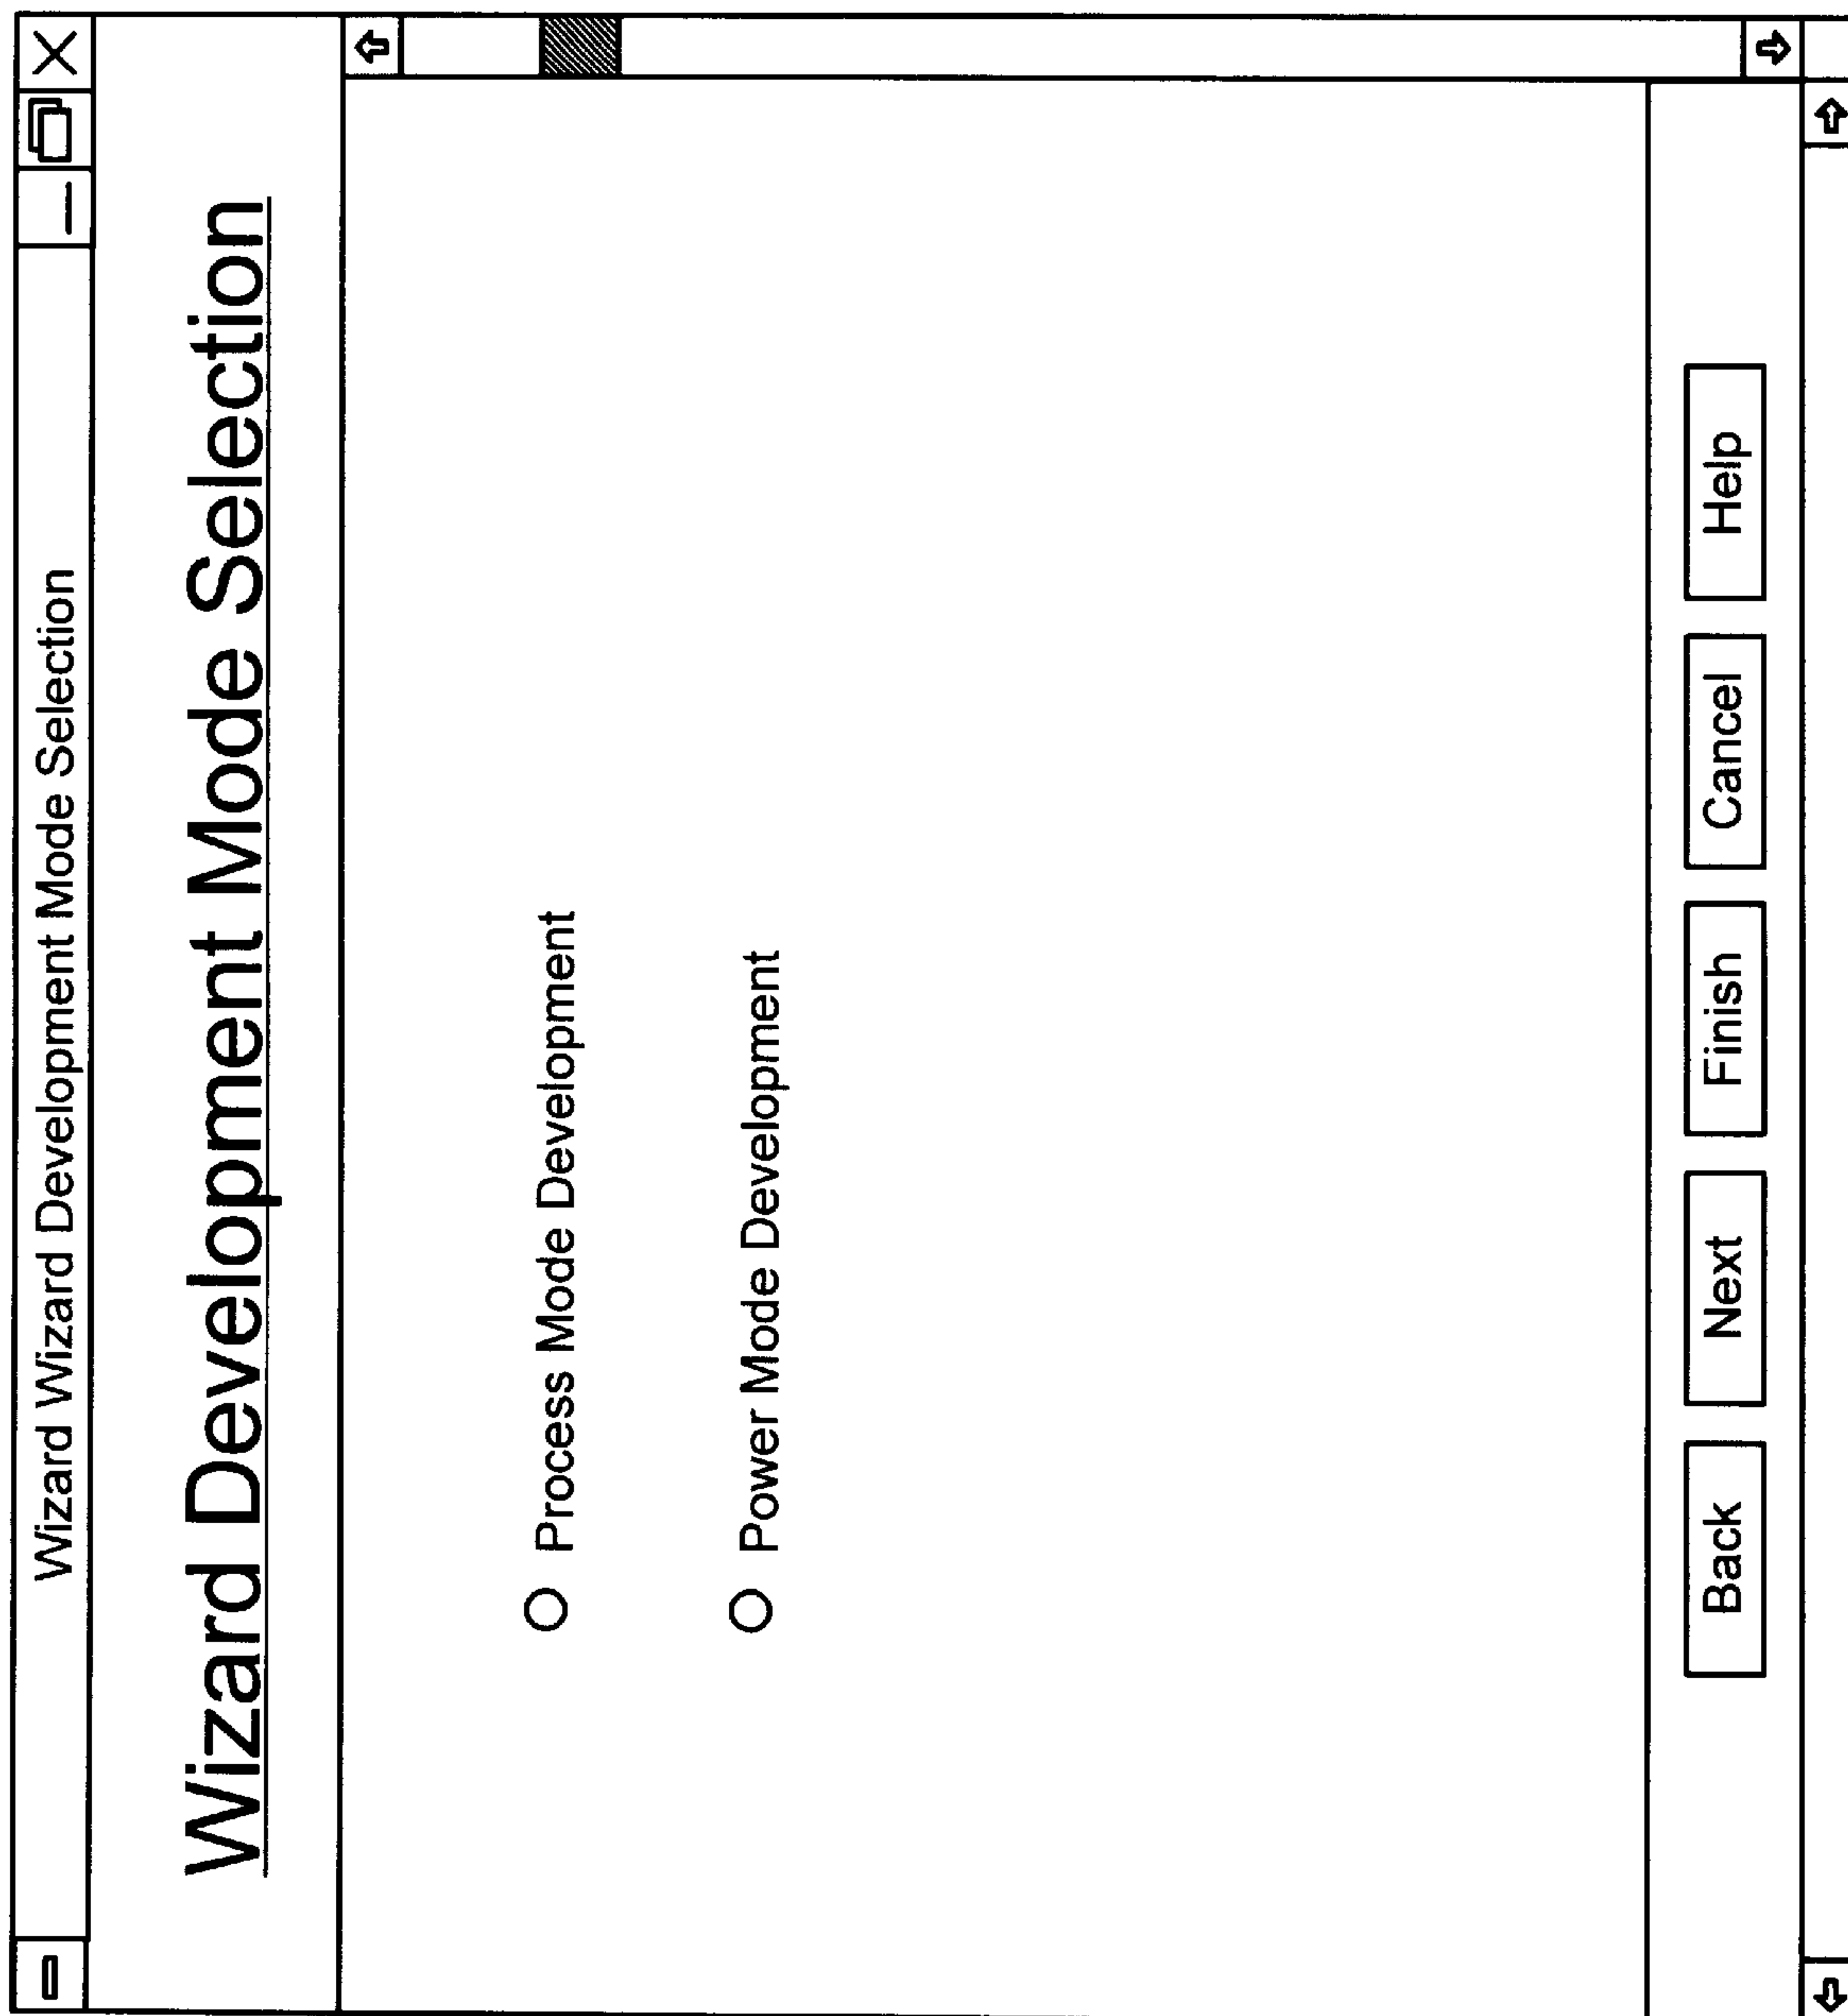 Wizard Wizard Development Mode Selection
Wizard Development Mode Selection
Process Mode Development
Power Mode Development
Back Next Finish Cancel Help